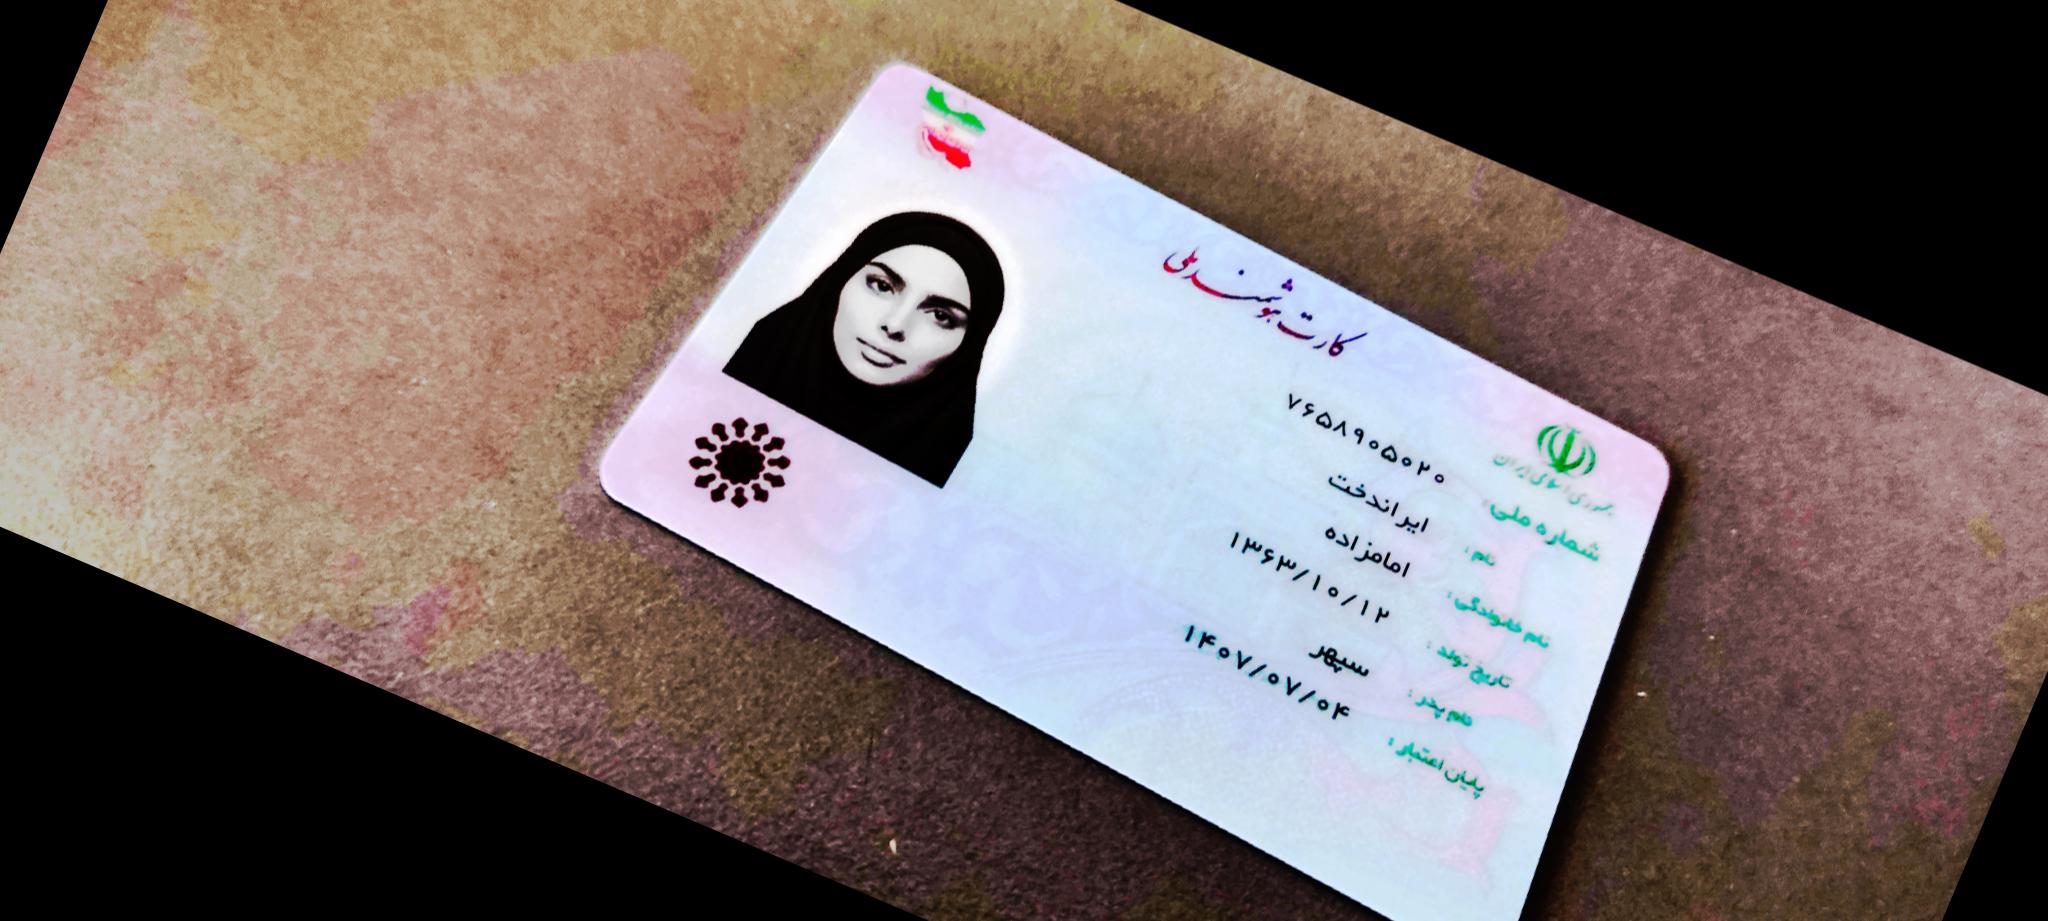 کارت هوشمند ملی
جمهوری اسلامی ایران
شماره ملی: ۷۶۵۸۹۰۵۰۲۰
نام: ایراندخت
نام خانوادگی: امامزاده
تاریخ تولد: ۱۳۶۳/۱۰/۱۲
نام پدر: سپهر
پایان اعتبار: ۱۴۰۷/۰۷/۰۴